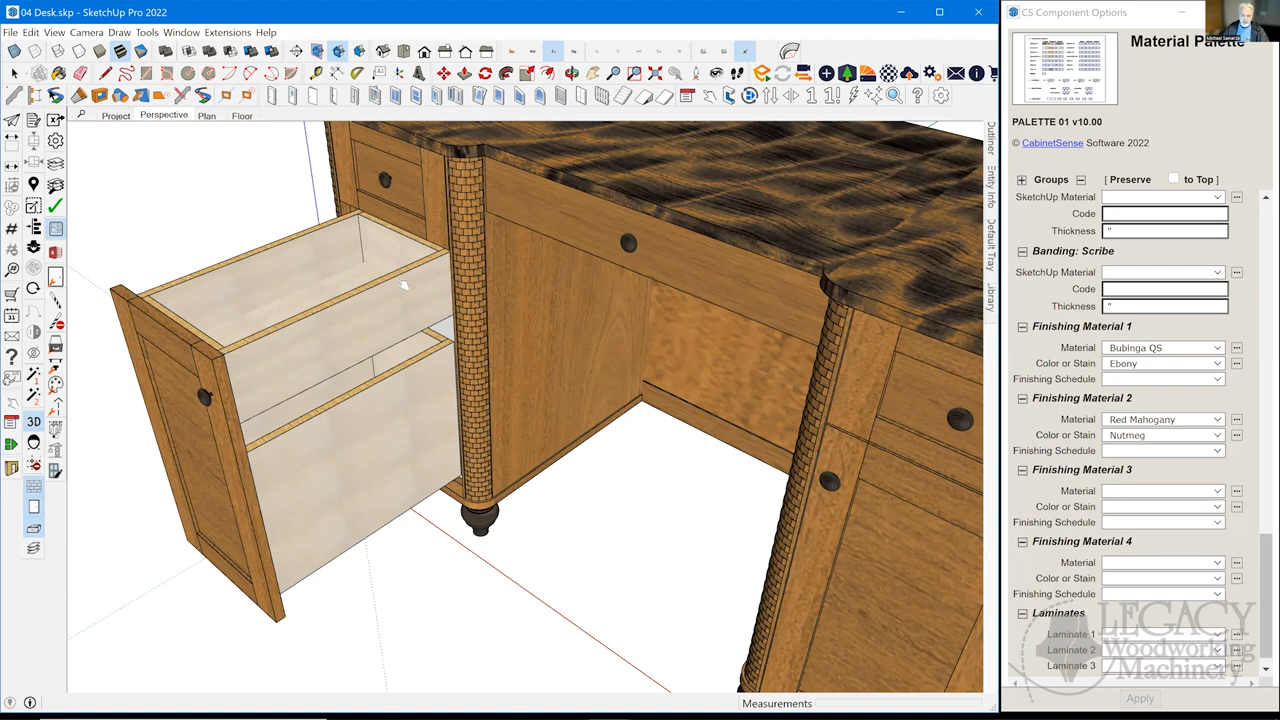 04 Desk.skp - SketchUp Pro 2022
CS Component Options
Michael Samarza
File Edit View Camera Draw Tools Window Extensions Help
Material Palette
PALETTE 01 v10.00
© CabinetSense Software 2022
Page Perspective Plan Floor
Outliner
Entity Info
Default Tray
Library
Groups [ Preserve to Top ]
SketchUp Material
Code
Thickness "
Banding: Scribe
SketchUp Material
Code
Thickness "
Finishing Material 1
Material Bubinga QS
Color or Stain Ebony
Finishing Schedule
Finishing Material 2
Material Red Mahogany
Color or Stain Nutmeg
Finishing Schedule
Finishing Material 3
Material
Color or Stain
Finishing Schedule
Finishing Material 4
Material
Color or Stain
Finishing Schedule
Laminates
Laminate 1
Laminate 2
Laminate 3
LEGACY
Woodworking
Machinery
3D
31
Measurements
Apply